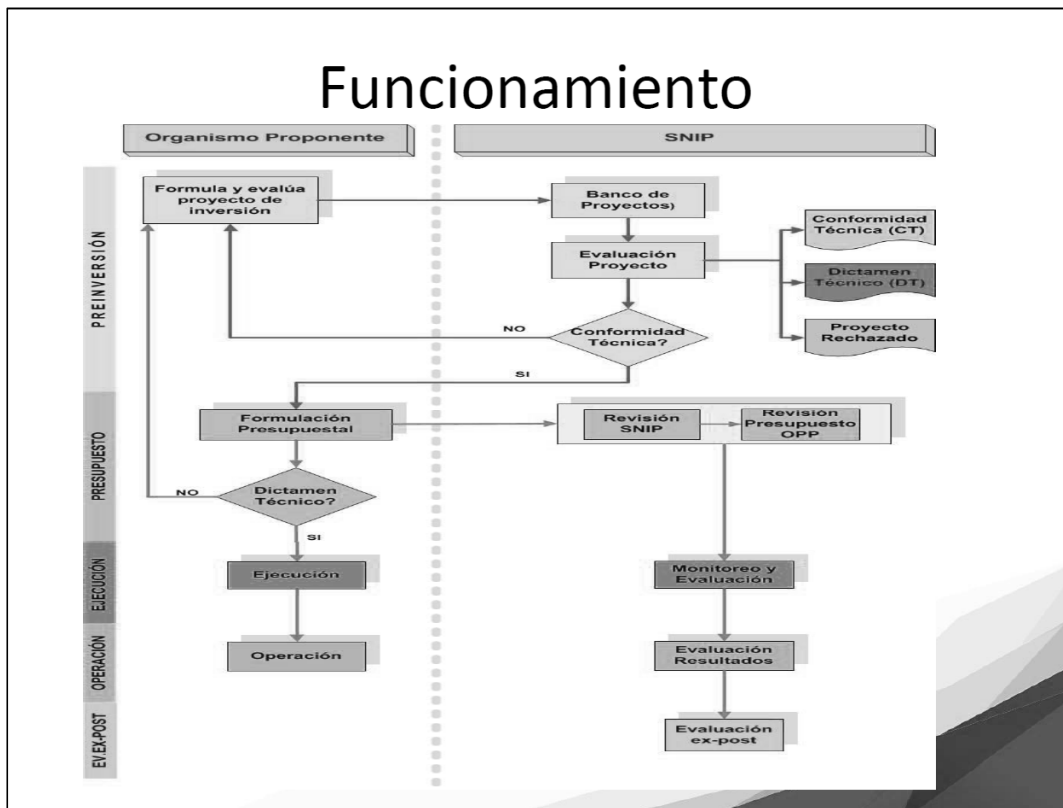 Funcionamiento
Organismo Proponente
SNIP
PREINVERSIÓN
Formula y evalúa
proyecto de
inversión
Banco de
Proyectos)
Evaluación
Proyecto
Conformidad
Técnica (CT)
Dictamen
Técnico (DT)
Proyecto
Rechazado
NO
Conformidad
Técnica?
SI
PRESUPUESTO
Formulación
Presupuestal
Revisión
SNIP
Revisión
Presupuesto
OPP
NO
Dictamen
Técnico?
SI
EJECUCIÓN
Ejecución
Monitoreo y
Evaluación
OPERACIÓN
Operación
Evaluación
Resultados
EV.EX-POST
Evaluación
ex-post